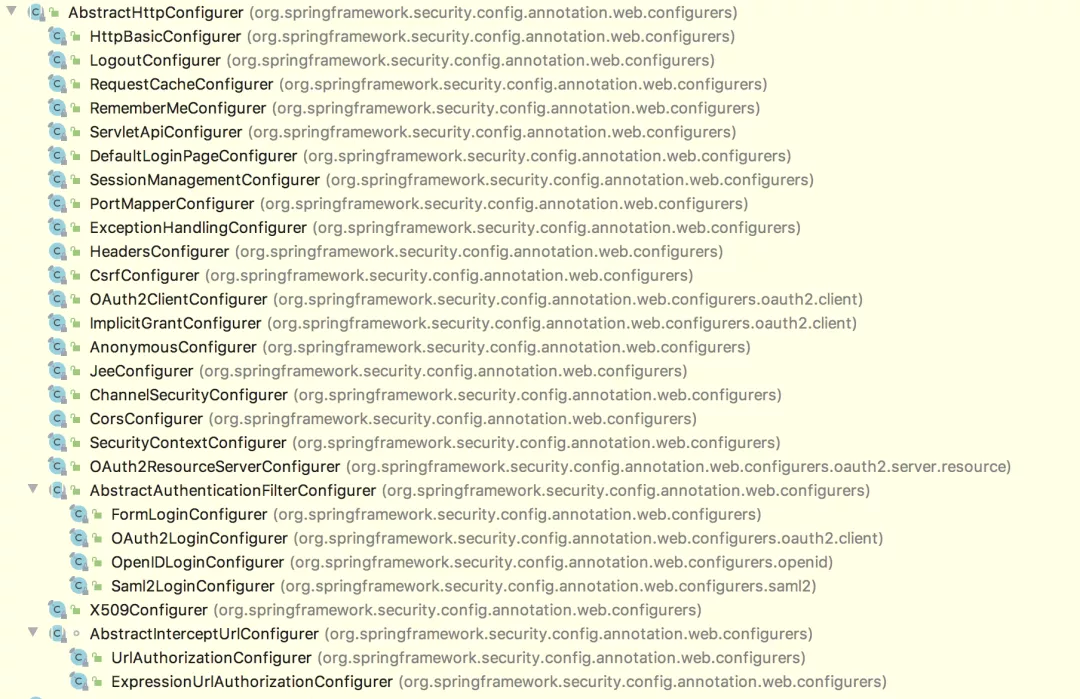 AbstractHttpConfigurer (org.springframework.security.config.annotation.web.configurers)
HttpBasicConfigurer (org.springframework.security.config.annotation.web.configurers)
LogoutConfigurer (org.springframework.security.config.annotation.web.configurers)
RequestCacheConfigurer (org.springframework.security.config.annotation.web.configurers)
RememberMeConfigurer (org.springframework.security.config.annotation.web.configurers)
ServletApiConfigurer (org.springframework.security.config.annotation.web.configurers)
DefaultLoginPageConfigurer (org.springframework.security.config.annotation.web.configurers)
SessionManagementConfigurer (org.springframework.security.config.annotation.web.configurers)
PortMapperConfigurer (org.springframework.security.config.annotation.web.configurers)
ExceptionHandlingConfigurer (org.springframework.security.config.annotation.web.configurers)
HeadersConfigurer (org.springframework.security.config.annotation.web.configurers)
CsrfConfigurer (org.springframework.security.config.annotation.web.configurers)
OAuth2ClientConfigurer (org.springframework.security.config.annotation.web.configurers.oauth2.client)
ImplicitGrantConfigurer (org.springframework.security.config.annotation.web.configurers.oauth2.client)
AnonymousConfigurer (org.springframework.security.config.annotation.web.configurers)
JeeConfigurer (org.springframework.security.config.annotation.web.configurers)
ChannelSecurityConfigurer (org.springframework.security.config.annotation.web.configurers)
CorsConfigurer (org.springframework.security.config.annotation.web.configurers)
SecurityContextConfigurer (org.springframework.security.config.annotation.web.configurers)
OAuth2ResourceServerConfigurer (org.springframework.security.config.annotation.web.configurers.oauth2.server.resource)
AbstractAuthenticationFilterConfigurer (org.springframework.security.config.annotation.web.configurers)
FormLoginConfigurer (org.springframework.security.config.annotation.web.configurers)
OAuth2LoginConfigurer (org.springframework.security.config.annotation.web.configurers.oauth2.client)
OpenIDLoginConfigurer (org.springframework.security.config.annotation.web.configurers.openid)
Saml2LoginConfigurer (org.springframework.security.config.annotation.web.configurers.saml2)
X509Configurer (org.springframework.security.config.annotation.web.configurers)
AbstractInterceptUrlConfigurer (org.springframework.security.config.annotation.web.configurers)
UrlAuthorizationConfigurer (org.springframework.security.config.annotation.web.configurers)
ExpressionUrlAuthorizationConfigurer (org.springframework.security.config.annotation.web.configurers)